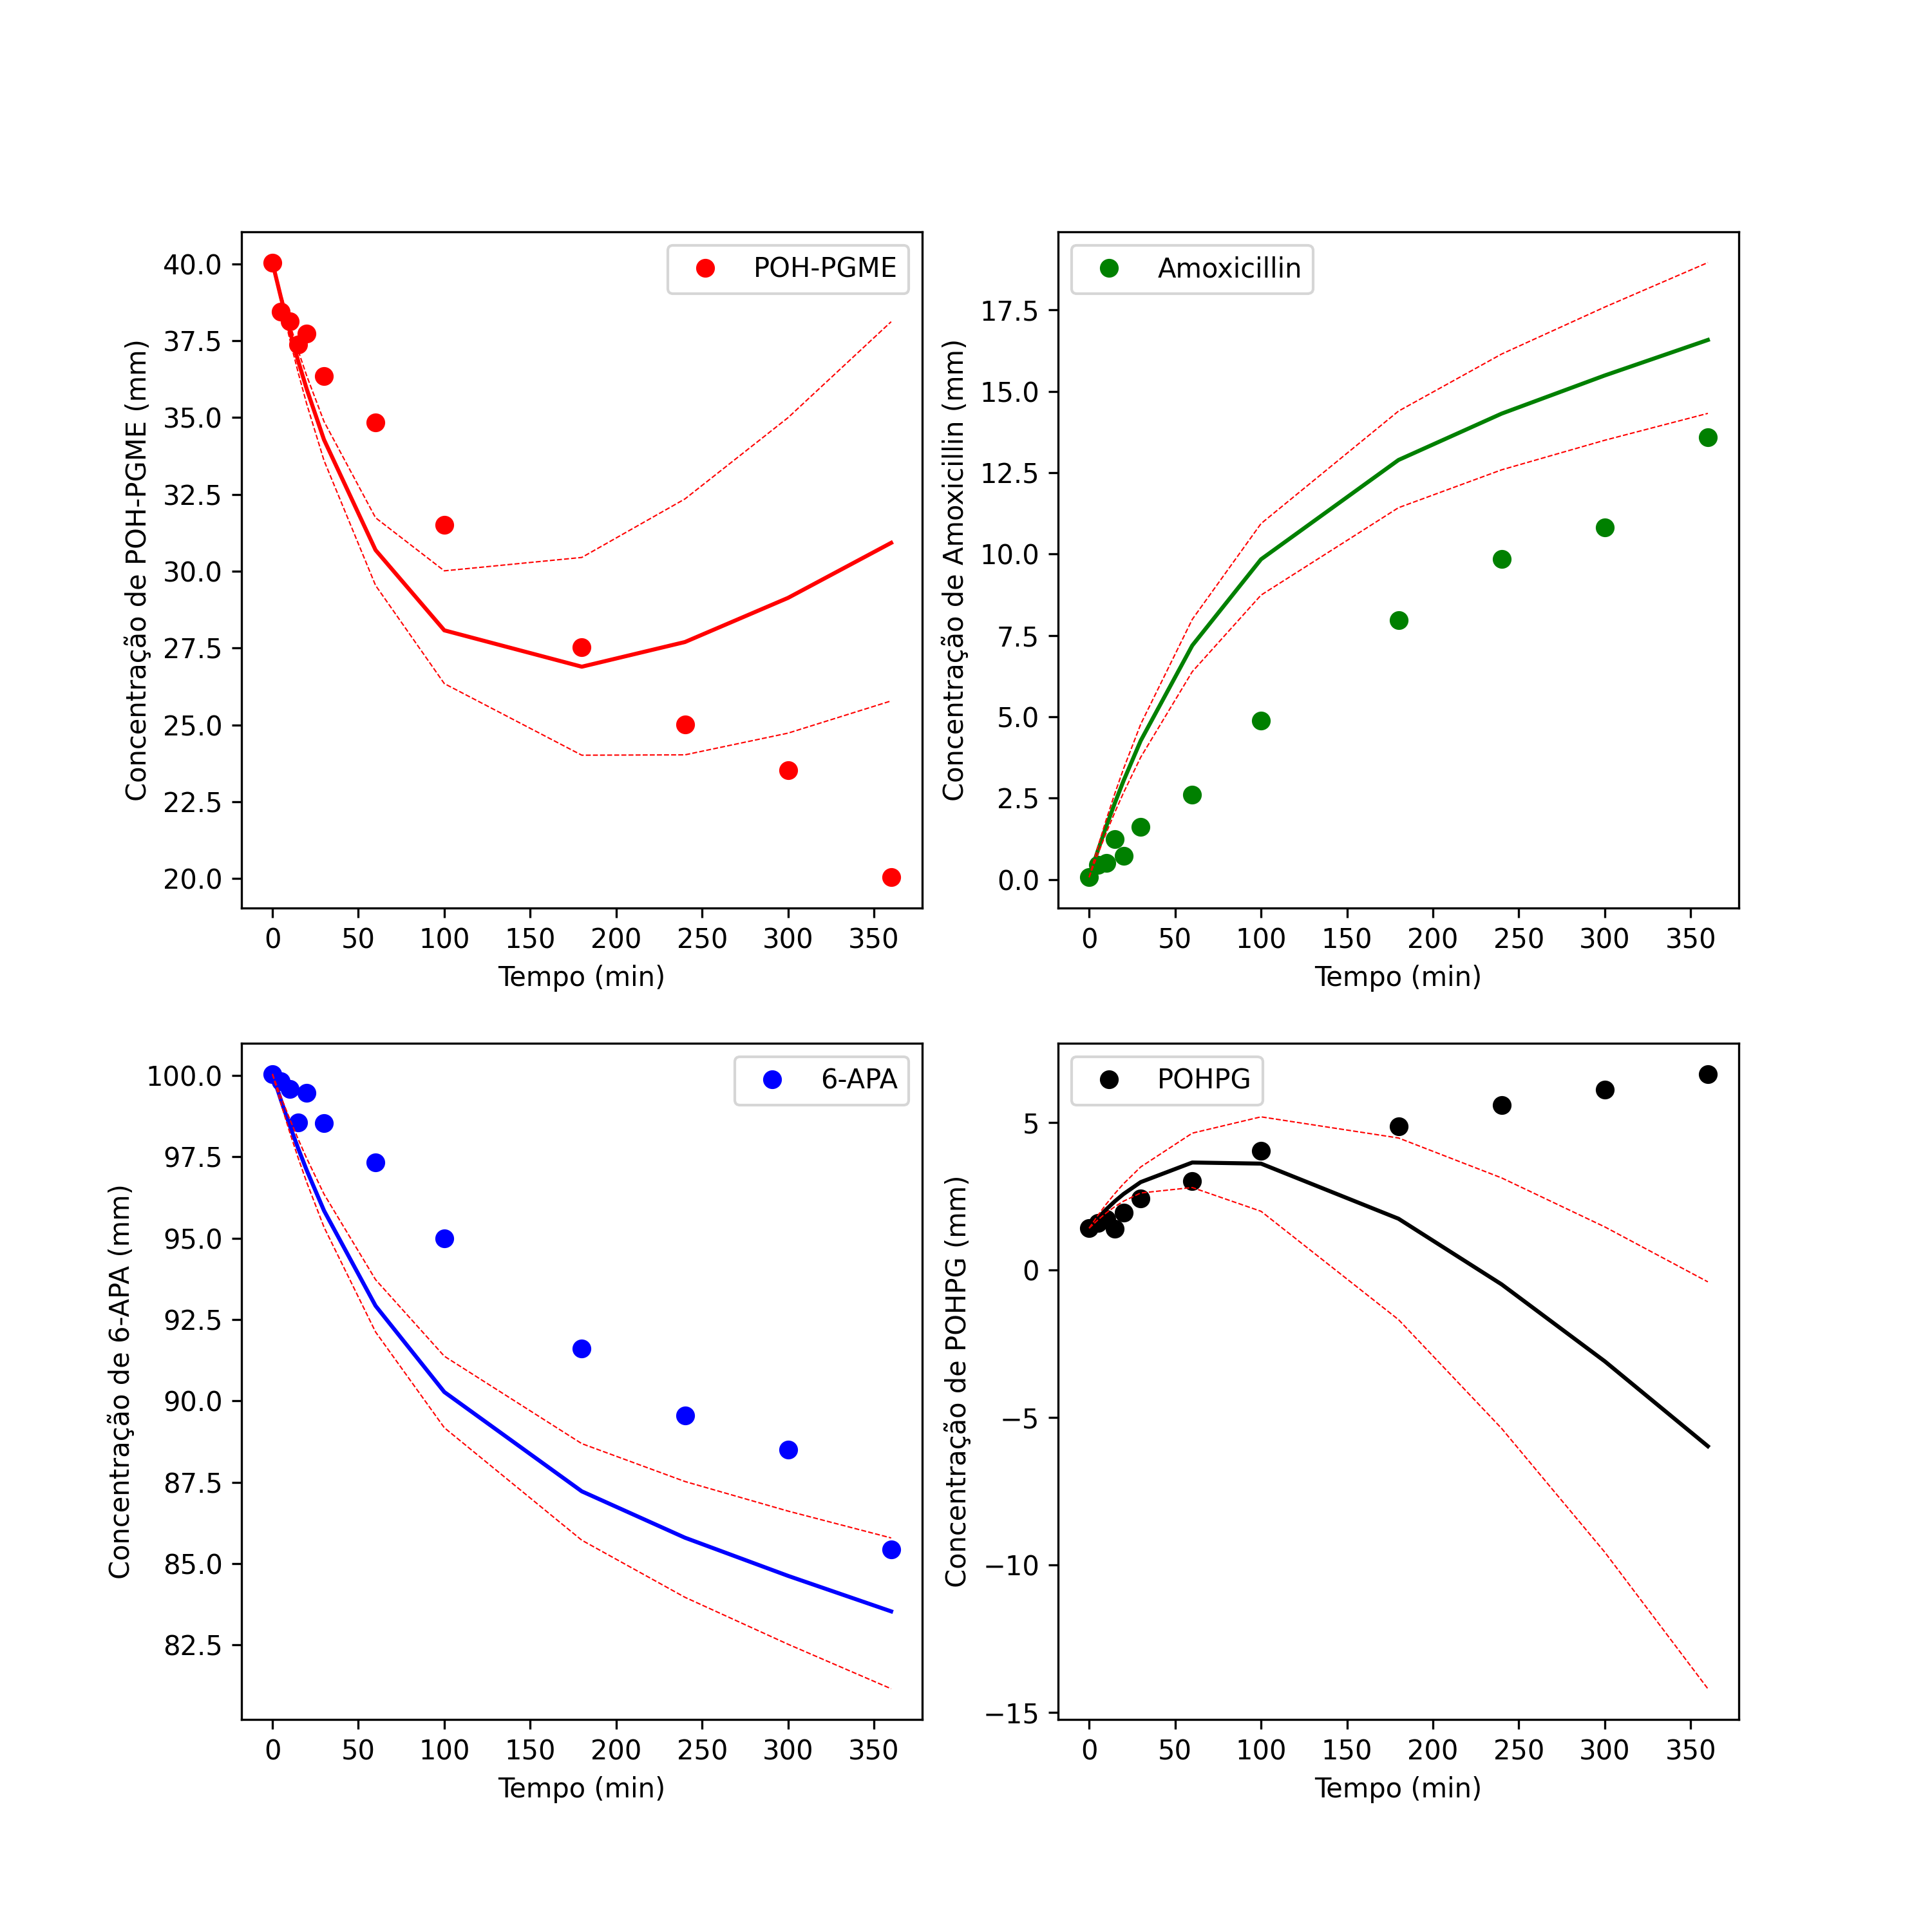 POH-PGME
40.0
37.5
35.0
32.5
30.0
27.5
25.0
22.5
20.0
Concentração de POH-PGME (mm)
0 50 100 150 200 250 300 350
Tempo (min)
Amoxicillin
17.5
15.0
12.5
10.0
7.5
5.0
2.5
0.0
Concentração de Amoxicillin (mm)
0 50 100 150 200 250 300 350
Tempo (min)
6-APA
100.0
97.5
95.0
92.5
90.0
87.5
85.0
82.5
Concentração de 6-APA (mm)
0 50 100 150 200 250 300 350
Tempo (min)
POHPG
5
0
−5
−10
−15
Concentração de POHPG (mm)
0 50 100 150 200 250 300 350
Tempo (min)